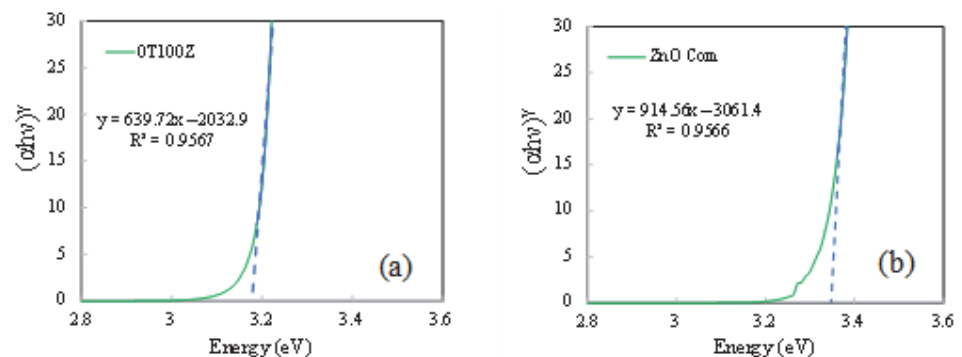 30
25
20
15
10
5
0
(αhν)^γ
0T100Z
y = 639.72x – 2032.9
R² = 0.9567
(a)
2.8 3 3.2 3.4 3.6
Energy (eV)
30
25
20
15
10
5
0
(αhν)^γ
ZnO Com
y = 914.56x – 3061.4
R² = 0.9566
(b)
2.8 3 3.2 3.4 3.6
Energy (eV)